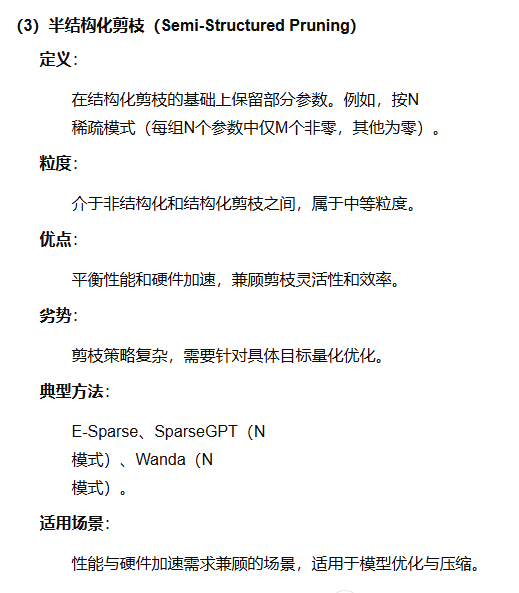 （3）半结构化剪枝（Semi-Structured Pruning）
定义：
在结构化剪枝的基础上保留部分参数。例如，按N
稀疏模式（每组N个参数中仅M个非零，其他为零）。
粒度：
介于非结构化和结构化剪枝之间，属于中等粒度。
优点：
平衡性能和硬件加速，兼顾剪枝灵活性和效率。
劣势：
剪枝策略复杂，需要针对具体目标量化优化。
典型方法：
E-Sparse、SparseGPT（N
模式）、Wanda（N
模式）。
适用场景：
性能与硬件加速需求兼顾的场景，适用于模型优化与压缩。